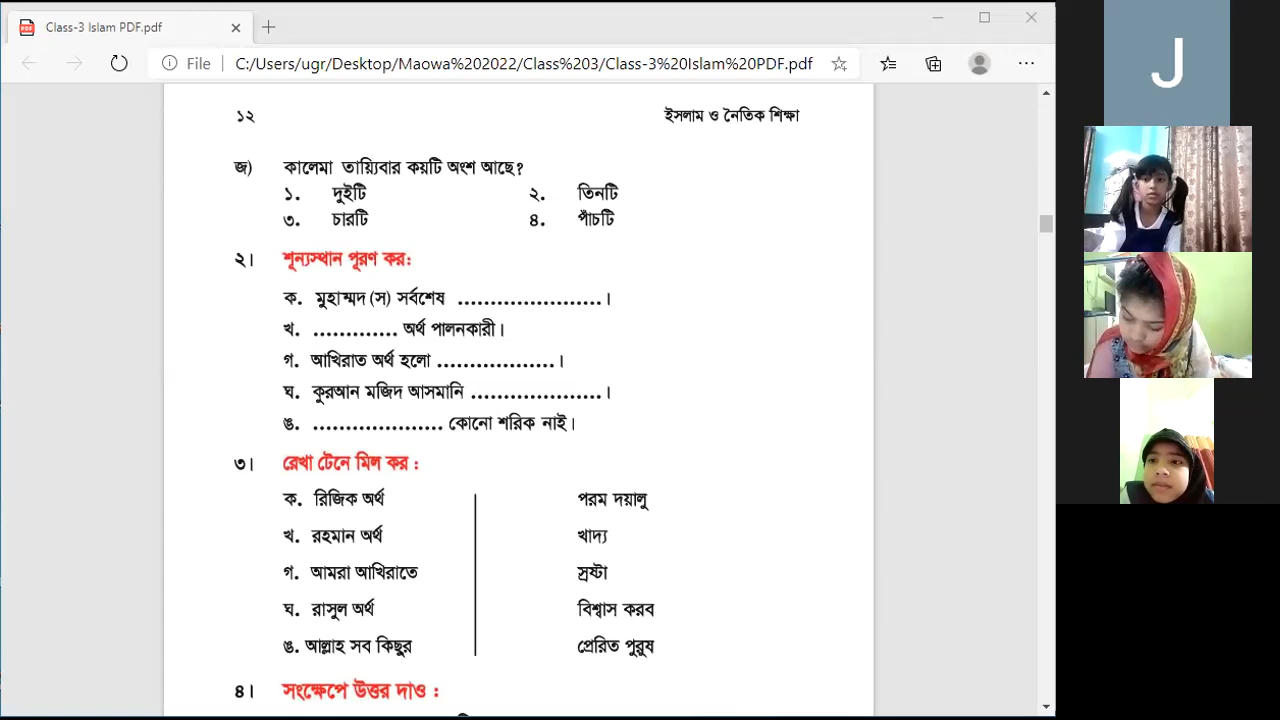 Class-3 Islam PDF.pdf
File C:/Users/ugr/Desktop/Maowa%202022/Class%203/Class-3%20Islam%20PDF.pdf
J
১২ ইসলাম ও নৈতিক শিক্ষা
জ) কালেমা তায়্যিবার কয়টি অংশ আছে?
১. দুইটি ২. তিনটি
৩. চারটি ৪. পাঁচটি
২। শূন্যস্থান পূরণ কর:
ক. মুহাম্মদ (স) সর্বশেষ ......................।
খ. ............. অর্থ পালনকারী।
গ. আখিরাত অর্থ হলো ..................।
ঘ. কুরআন মজিদ আসমানি ....................।
ঙ. .................... কোনো শরিক নাই।
৩। রেখা টেনে মিল কর :
ক. রিজিক অর্থ পরম দয়ালু
খ. রহমান অর্থ খাদ্য
গ. আমরা আখিরাতে স্রষ্টা
ঘ. রাসুল অর্থ বিশ্বাস করব
ঙ. আল্লাহ সব কিছুর প্রেরিত পুরুষ
৪। সংক্ষেপে উত্তর দাও :